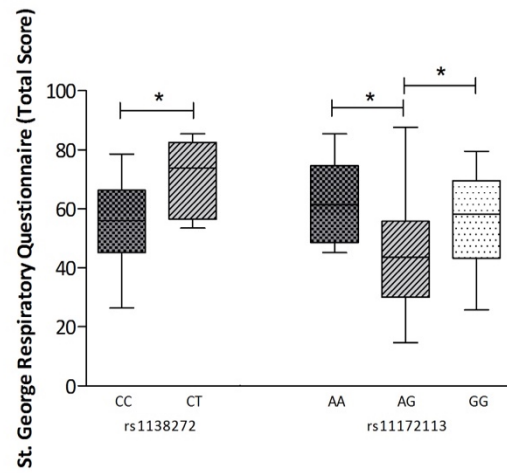 St. George Respiratory Questionnaire (Total Score)
100
80
60
40
20
0
*
*
*
CC
CT
AA
AG
GG
rs1138272
rs11172113